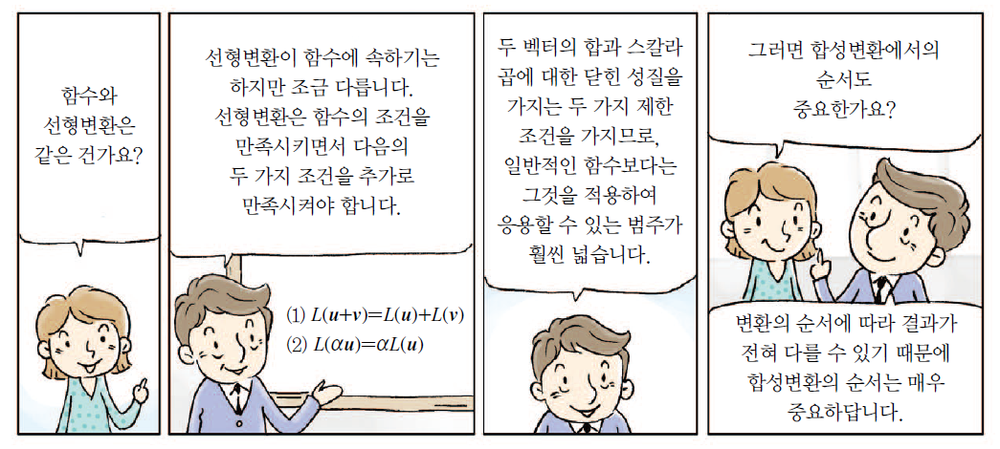 함수와
선형변환은
같은 건가요?
선형변환이 함수에 속하기는
하지만 조금 다릅니다.
선형변환은 함수의 조건을
만족시키면서 다음의
두 가지 조건을 추가로
만족시켜야 합니다.
(1) L(u+v)=L(u)+L(v)
(2) L(αu)=αL(u)
두 벡터의 합과 스칼라
곱에 대한 닫힌 성질을
가지는 두 가지 제한
조건을 가지므로,
일반적인 함수보다는
그것을 적용하여
응용할 수 있는 범주가
훨씬 넓습니다.
그러면 합성변환에서의
순서도
중요한가요?
변환의 순서에 따라 결과가
전혀 다를 수 있기 때문에
합성변환의 순서는 매우
중요하답니다.